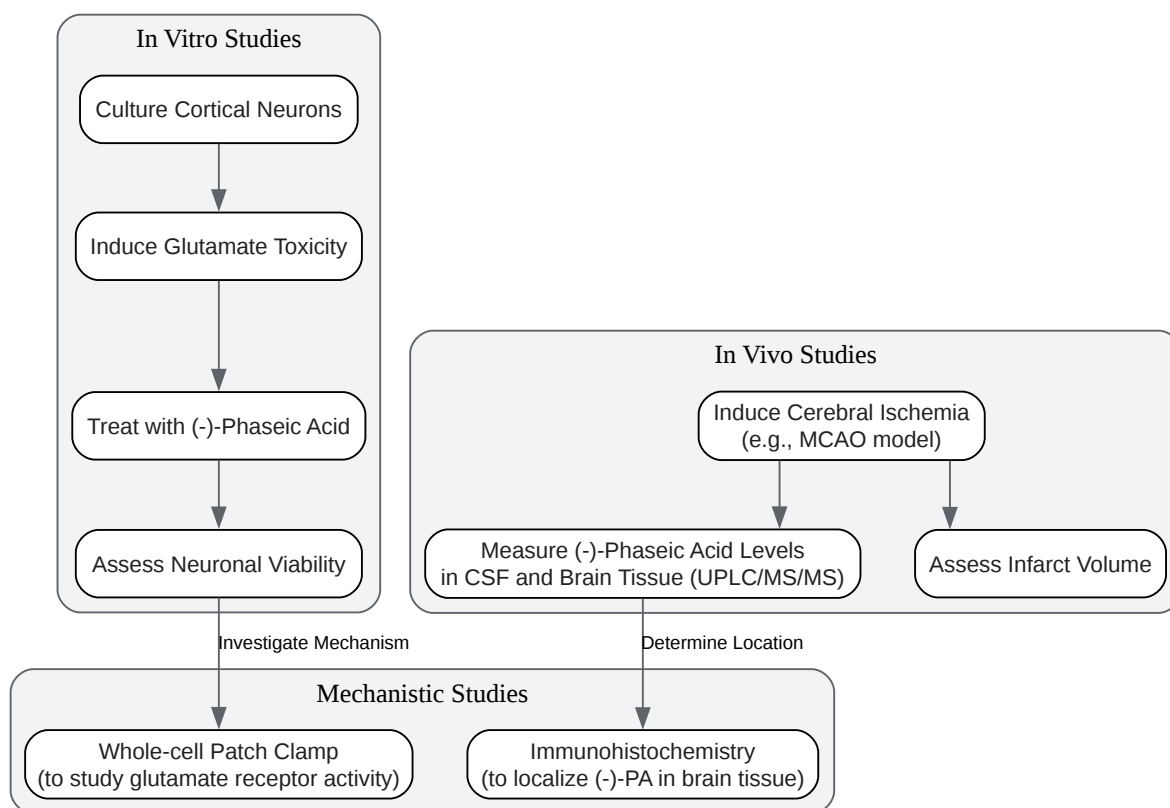 In Vitro Studies
Culture Cortical Neurons
Induce Glutamate Toxicity
Treat with (-)-Phaseic Acid
Assess Neuronal Viability
In Vivo Studies
Induce Cerebral Ischemia
(e.g., MCAO model)
Measure (-)-Phaseic Acid Levels
in CSF and Brain Tissue (UPLC/MS/MS)
Assess Infarct Volume
Investigate Mechanism
Determine Location
Mechanistic Studies
Whole-cell Patch Clamp
(to study glutamate receptor activity)
Immunohistochemistry
(to localize (-)-PA in brain tissue)